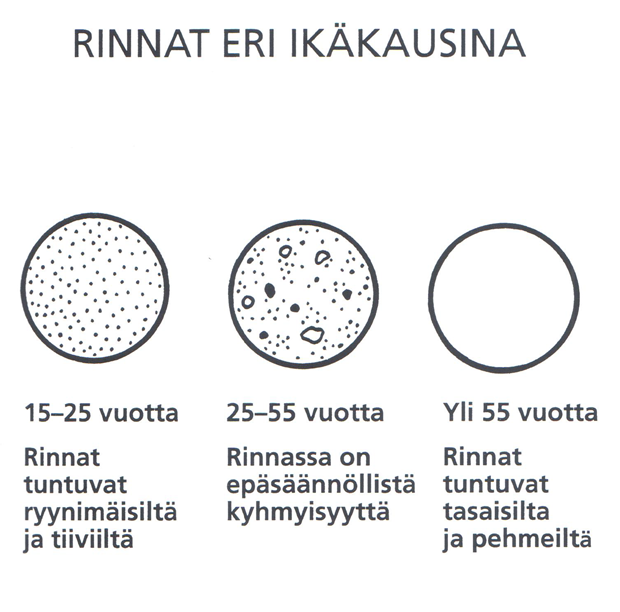 RINNAT ERI IKÄKAUSINA
15–25 vuotta
Rinnat
tuntuvat
ryynimäisiltä
ja tiiviiltä
25–55 vuotta
Rinnassa on
epäsäännöllistä
kyhmyisyyttä
Yli 55 vuotta
Rinnat
tuntuvat
tasaisilta
ja pehmeiltä